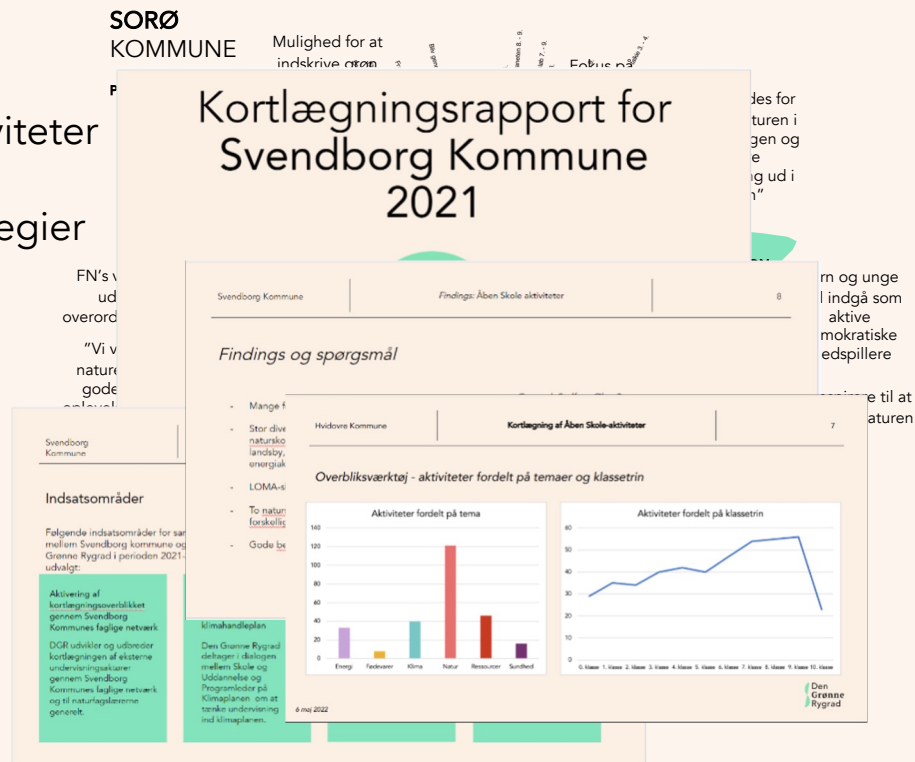 SORØ
KOMMUNE
Mulighed for at
indskrive grøn
Fokus på
viteter
egier
Kortlægningsrapport for
Svendborg Kommune
2021
des for
turen i
gen og
e
g ud i
n”
FN's v
ud
overord
”Vi v
nature
gode
rn og unge
l indgå som
aktive
mokratiske
edspillere
til at
aturen
Svendborg Kommune
Findings: Åben Skole aktiviteter
8
Findings og spørgsmål
- Mange f
- Stor dive
naturskо
landsby,
energiak
- LOMA-sl
- To natur
forskellig
- Gode be
Svendborg
Kommune
Indsatsområder
Følgende indsatsområder for sar
mellem Svendborg kommune og
Grønne Rygrad i perioden 2021-
udvalgt:
Aktivering af
kortlægningsoverblikket
gennem Svendborg
Kommunes faglige netværk
DGR udvikler og udbreder
kortlægningen af eksterne
undervisningsaktører
gennem Svendborg
Kommunes faglige netværk
og til naturfagslærerne
generelt.
klimahandleplan
Den Grønne Rygrad
deltager i dialogen
mellem Skole og
Uddannelse og
Programleder på
Klimaplanen om at
tænke undervisning
ind klimaplanen.
Hvidovre Kommune
Kortlægning af Åben Skole-aktiviteter
7
Overbliksværktøj - aktiviteter fordelt på temaer og klassetrin
Aktiviteter fordelt på tema
140
120
100
80
60
40
20
0
Energi Fødevarer Klima Natur Ressourcer Sundhed
Aktiviteter fordelt på klassetrin
60
50
40
30
20
10
0
0. klasse 1. klasse 2. klasse 3. klasse 4. klasse 5. klasse 6. klasse 7. klasse 8. klasse 9. klasse 10. klasse
6 maj 2022
Den
Grønne
Rygrad